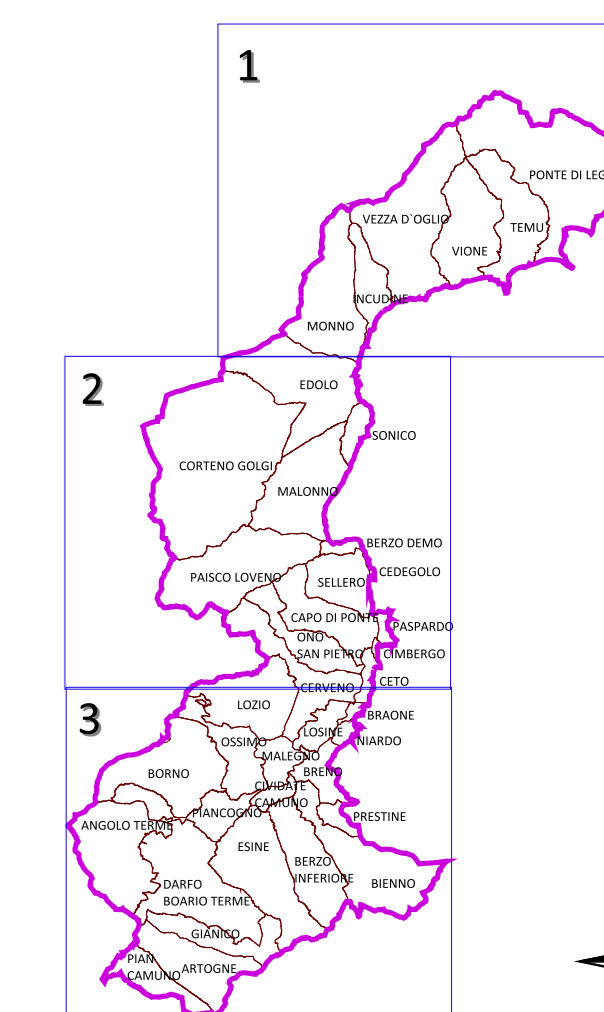 1
PONTE DI LEG
VEZZA D`OGLIO
TEMU
VIONE
INCUDINE
MONNO
2
EDOLO
SONICO
CORTENO GOLGI
MALONNO
BERZO DEMO
CEDEGOLO
PAISCO LOVENO
SELLERO
CAPO DI PONTE
PASPARDO
ONO
SAN PIETRO
CIMBERGO
CETO
CERVENO
3
LOZIO
BRAONE
LOSINE
OSSIMO
NIARDO
MALEGNO
BRENO
BORNO
CIVIDATE
CAMUNO
PIANCOGNO
PRESTINE
ANGOLO TERME
ESINE
BERZO
INFERIORE
BIENNO
DARFO
BOARIO TERME
GIANICO
PIAN
CAMUNO
ARTOGNE